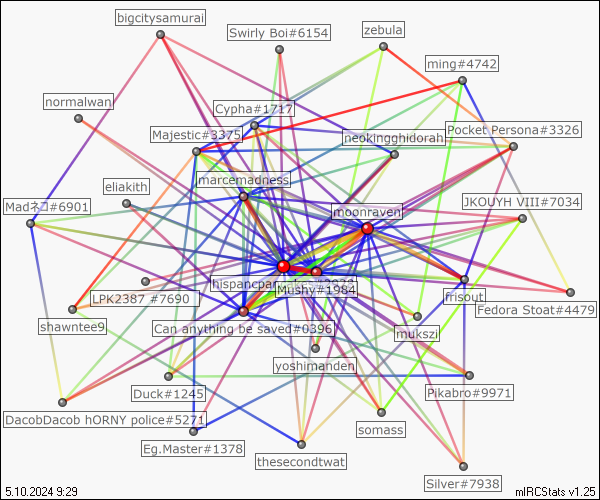 bigcitysamurai
Swirly Boi#6154
zebula
ming#4742
normalwan
Cypha#1717
Majestic#3375
neokingghidorah
Pocket Persona#3326
marcemadness
eliakith
Madネコ#6901
moonraven
JKOUYH VIII#7034
hispancpan
Mushy#1984
frisout
LPK2387 #7690
Fedora Stoat#4479
shawntee9
Can anything be saved#0396
mukszi
yoshimanden
Duck#1245
Pikabro#9971
DacobDacob hORNY police#5271
somass
Eg.Master#1378
thesecondtwat
Silver#7938
5.10.2024 9:29
mIRCStats v1.25